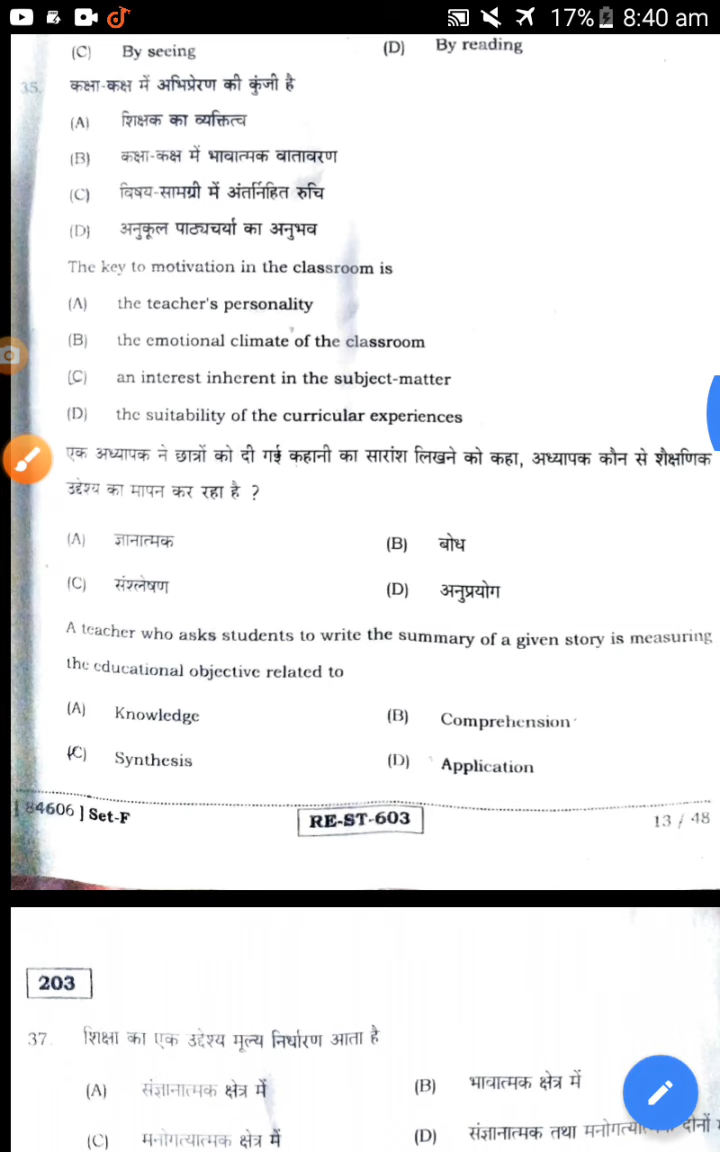 17% 8:40 am
(C) By seeing (D) By reading
35. कक्षा-कक्ष में अभिप्रेरण की कुंजी है
(A) शिक्षक का व्यक्तित्व
(B) कक्षा-कक्ष में भावात्मक वातावरण
(C) विषय-सामग्री में अंतर्निहित रुचि
(D) अनुकूल पाठ्यचर्या का अनुभव
The key to motivation in the classroom is
(A) the teacher's personality
(B) the emotional climate of the classroom
(C) an interest inherent in the subject-matter
(D) the suitability of the curricular experiences
एक अध्यापक ने छात्रों को दी गई कहानी का सारांश लिखने को कहा, अध्यापक कौन से शैक्षणिक
उद्देश्य का मापन कर रहा है ?
(A) ज्ञानात्मक (B) बोध
(C) संश्लेषण (D) अनुप्रयोग
A teacher who asks students to write the summary of a given story is measuring
the educational objective related to
(A) Knowledge (B) Comprehension
(C) Synthesis (D) Application
[ 84606 ] Set-F RE-ST-603 13 / 48
203
37. शिक्षा का एक उद्देश्य मूल्य निर्धारण आता है
(A) संज्ञानात्मक क्षेत्र में (B) भावात्मक क्षेत्र में
(C) मनोगत्यात्मक क्षेत्र में (D) संज्ञानात्मक तथा दोनों